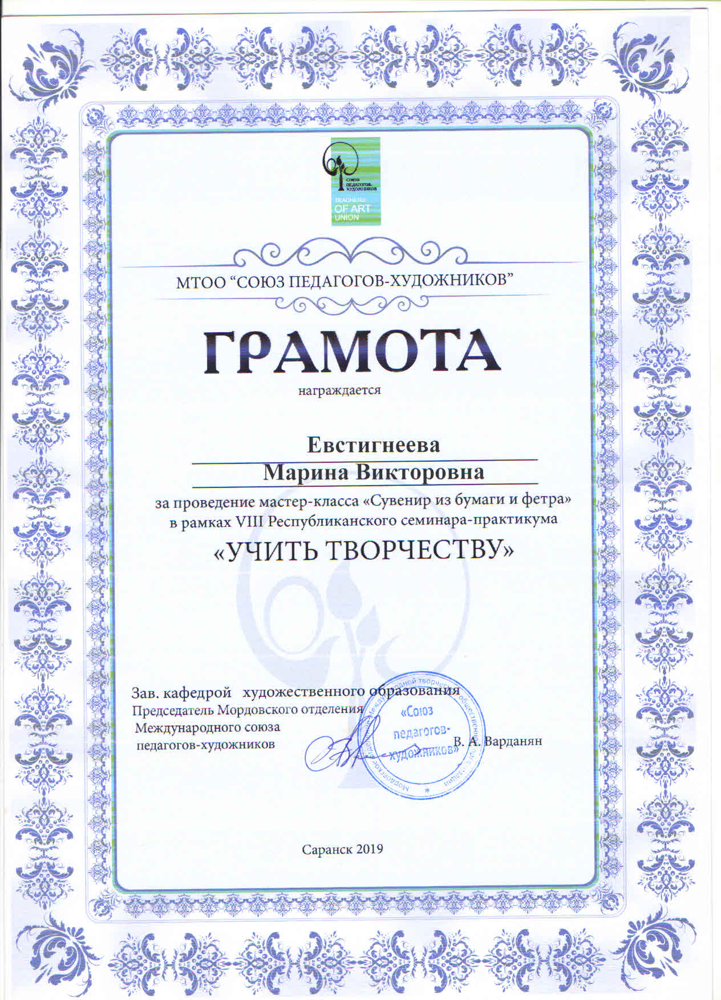 СОЮЗ
ПЕДАГОГОВ-
ХУДОЖНИКОВ
TEACHERS
OF ART
UNION
МТОО “СОЮЗ ПЕДАГОГОВ-ХУДОЖНИКОВ”
ГРАМОТА
награждается
Евстигнеева
Марина Викторовна
за проведение мастер-класса «Сувенир из бумаги и фетра»
в рамках VIII Республиканского семинара-практикума
«УЧИТЬ ТВОРЧЕСТВУ»
Зав. кафедрой художественного образования
Председатель Мордовского отделения
Международного союза
педагогов-художников
В. А. Варданян
«Союз
педагогов-
художников»
Мордовское отделение Международной творческой общественной
Саранск 2019